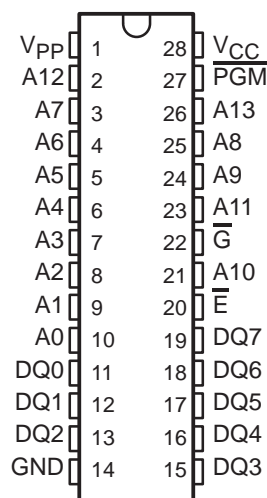 VPP 1 28 VCC
A12 2 27 P̅G̅M̅
A7 3 26 A13
A6 4 25 A8
A5 5 24 A9
A4 6 23 A11
A3 7 22 G̅
A2 8 21 A10
A1 9 20 E̅
A0 10 19 DQ7
DQ0 11 18 DQ6
DQ1 12 17 DQ5
DQ2 13 16 DQ4
GND 14 15 DQ3